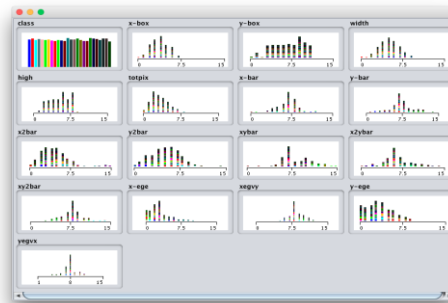 class
x-box
y-box
width
0 7.5 15
0 7.5 15
0 7.5 15
high
totpix
x-bar
y-bar
0 7.5 15
0 7.5 15
0 7.5 15
0 7.5 15
x2bar
y2bar
xybar
x2ybar
0 7.5 15
0 7.5 15
0 7.5 15
0 7.5 15
xy2bar
x-ege
xegvy
y-ege
0 7.5 15
0 7.5 15
0 7.5 15
0 7.5 15
yegvx
8 15